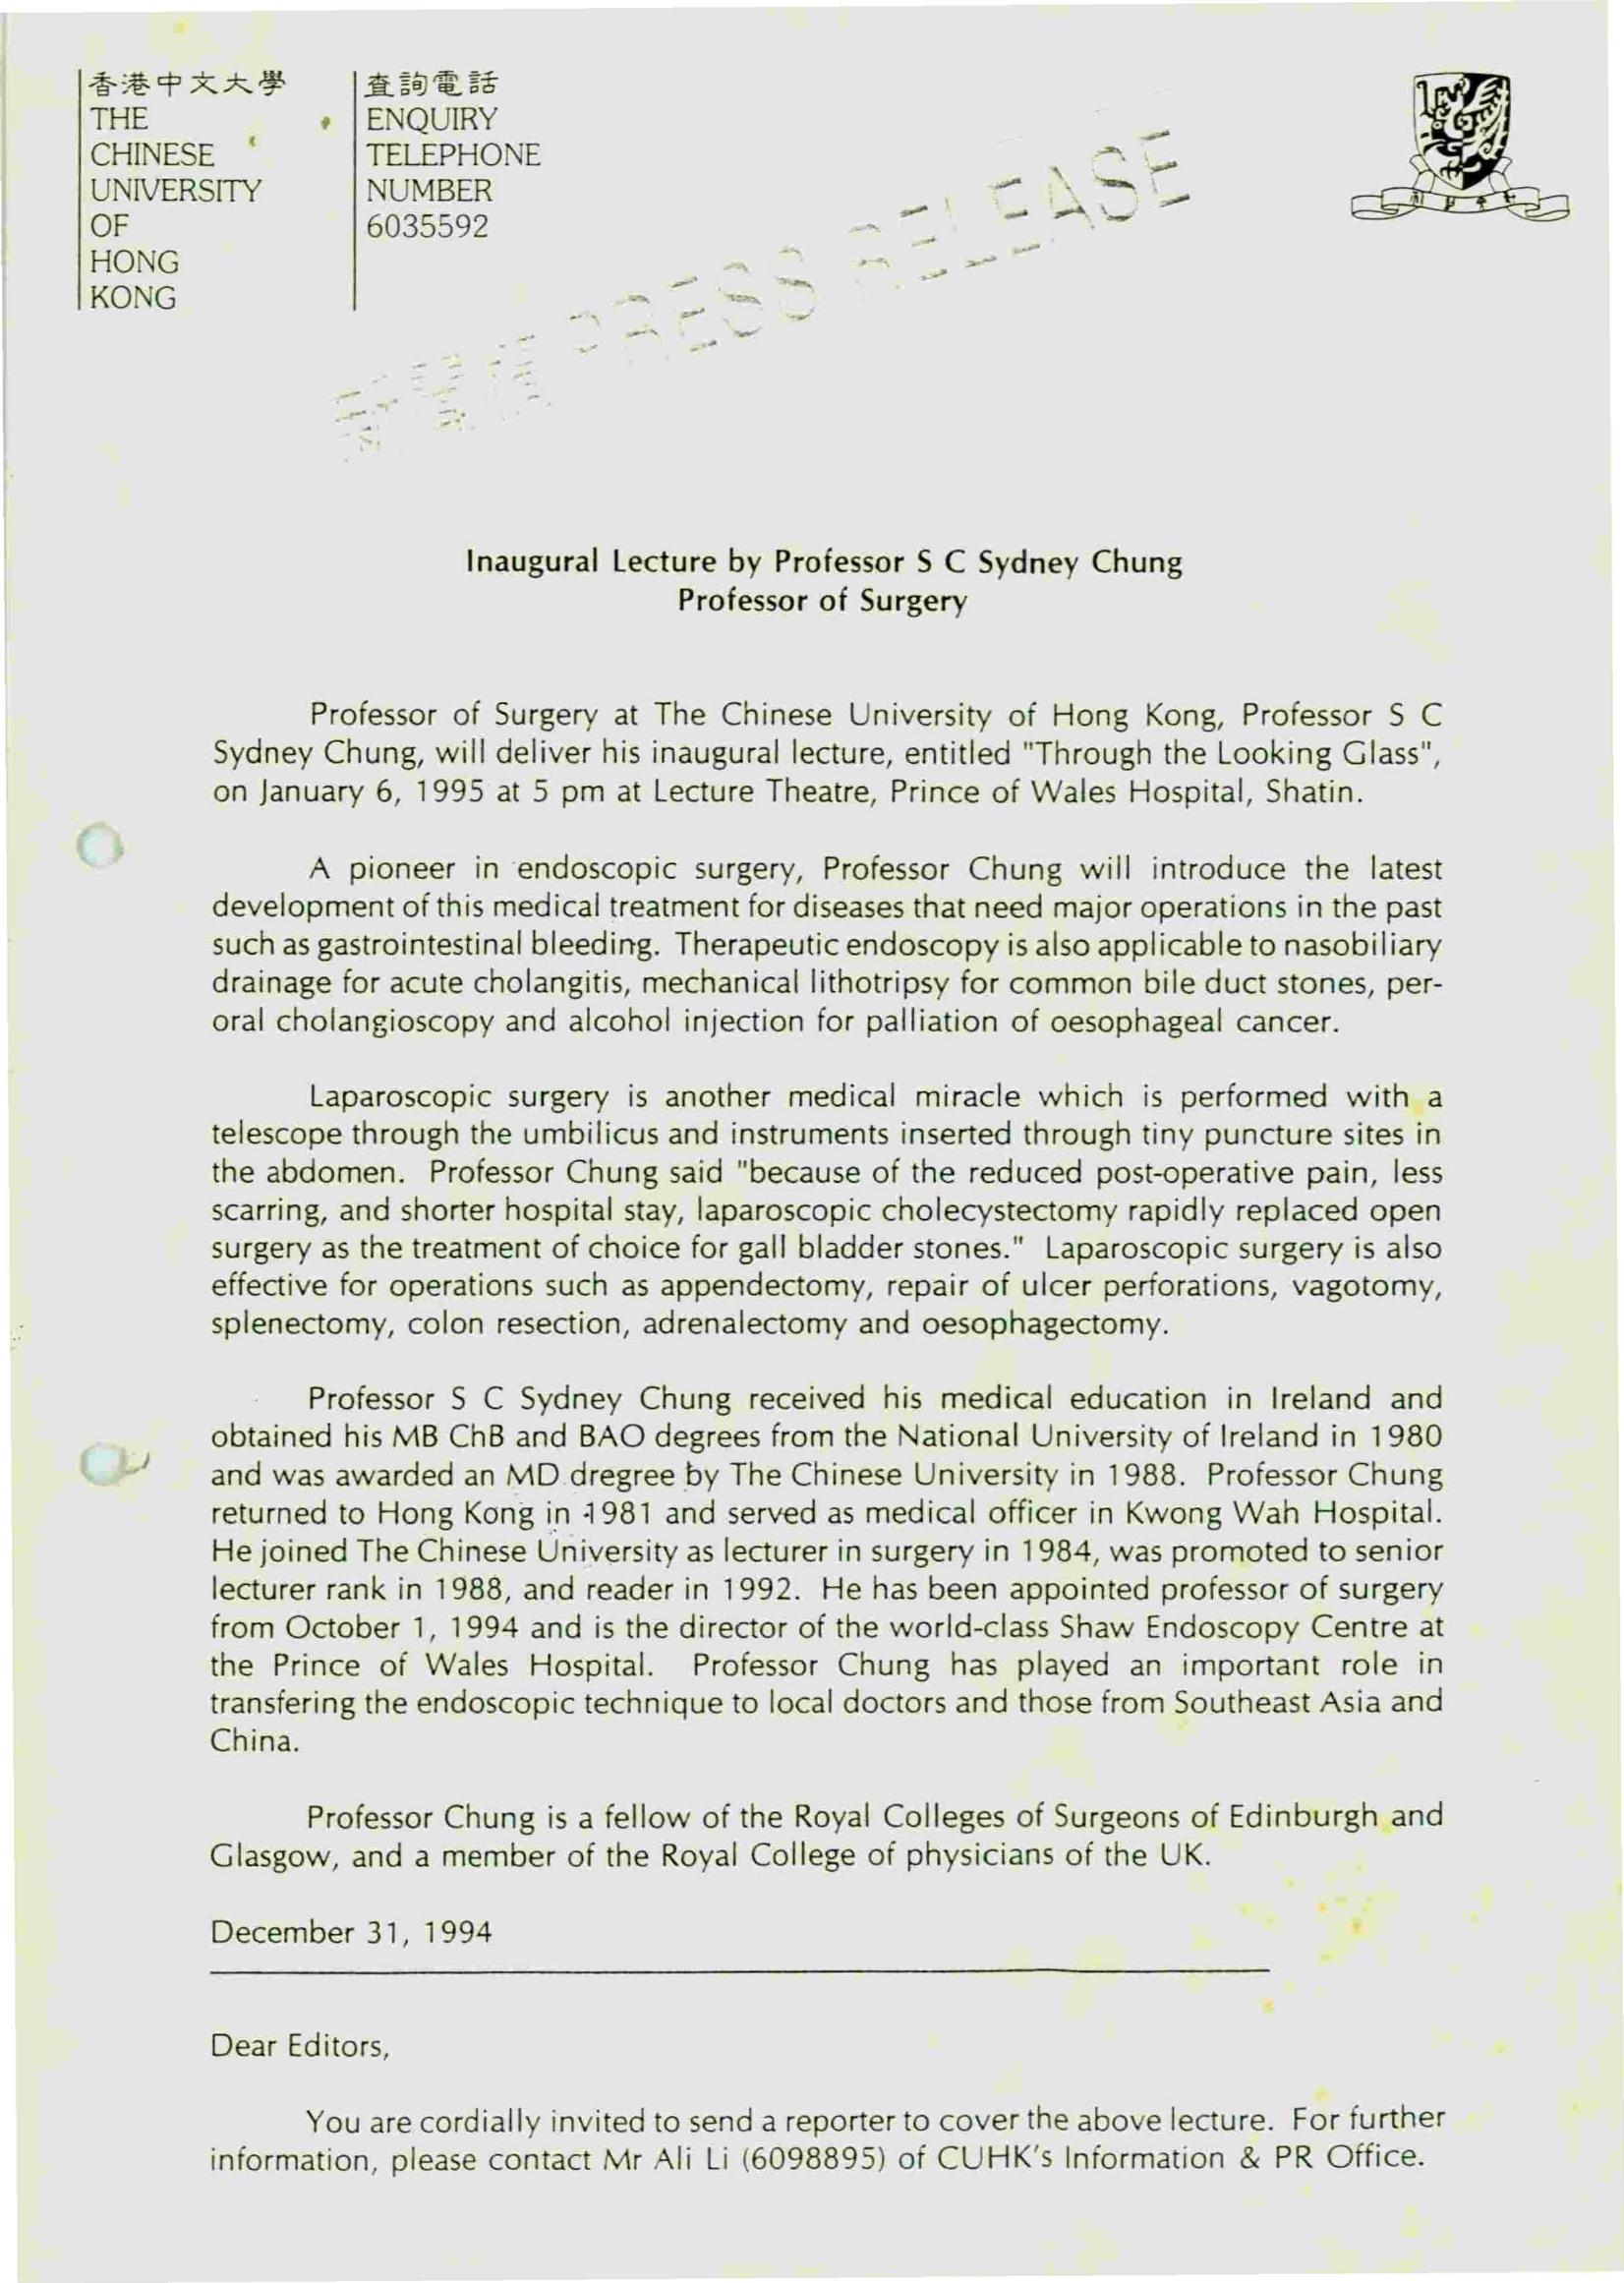 香港中文大學
THE
CHINESE
UNIVERSITY
OF
HONG
KONG
查詢電話
ENQUIRY
TELEPHONE
NUMBER
6035592
PRESS RELEASE
Inaugural Lecture by Professor S C Sydney Chung
Professor of Surgery
Professor of Surgery at The Chinese University of Hong Kong, Professor S C
Sydney Chung, will deliver his inaugural lecture, entitled "Through the Looking Glass",
on January 6, 1995 at 5 pm at Lecture Theatre, Prince of Wales Hospital, Shatin.
A pioneer in endoscopic surgery, Professor Chung will introduce the latest
development of this medical treatment for diseases that need major operations in the past
such as gastrointestinal bleeding. Therapeutic endoscopy is also applicable to nasobiliary
drainage for acute cholangitis, mechanical lithotripsy for common bile duct stones, per-
oral cholangioscopy and alcohol injection for palliation of oesophageal cancer.
Laparoscopic surgery is another medical miracle which is performed with a
telescope through the umbilicus and instruments inserted through tiny puncture sites in
the abdomen. Professor Chung said "because of the reduced post-operative pain, less
scarring, and shorter hospital stay, laparoscopic cholecystectomy rapidly replaced open
surgery as the treatment of choice for gall bladder stones." Laparoscopic surgery is also
effective for operations such as appendectomy, repair of ulcer perforations, vagotomy,
splenectomy, colon resection, adrenalectomy and oesophagectomy.
Professor S C Sydney Chung received his medical education in Ireland and
obtained his MB ChB and BAO degrees from the National University of Ireland in 1980
and was awarded an MD dregree by The Chinese University in 1988. Professor Chung
returned to Hong Kong in 1981 and served as medical officer in Kwong Wah Hospital.
He joined The Chinese University as lecturer in surgery in 1984, was promoted to senior
lecturer rank in 1988, and reader in 1992. He has been appointed professor of surgery
from October 1, 1994 and is the director of the world-class Shaw Endoscopy Centre at
the Prince of Wales Hospital. Professor Chung has played an important role in
transfering the endoscopic technique to local doctors and those from Southeast Asia and
China.
Professor Chung is a fellow of the Royal Colleges of Surgeons of Edinburgh and
Glasgow, and a member of the Royal College of physicians of the UK.
December 31, 1994
Dear Editors,
You are cordially invited to send a reporter to cover the above lecture. For further
information, please contact Mr Ali Li (6098895) of CUHK's Information & PR Office.